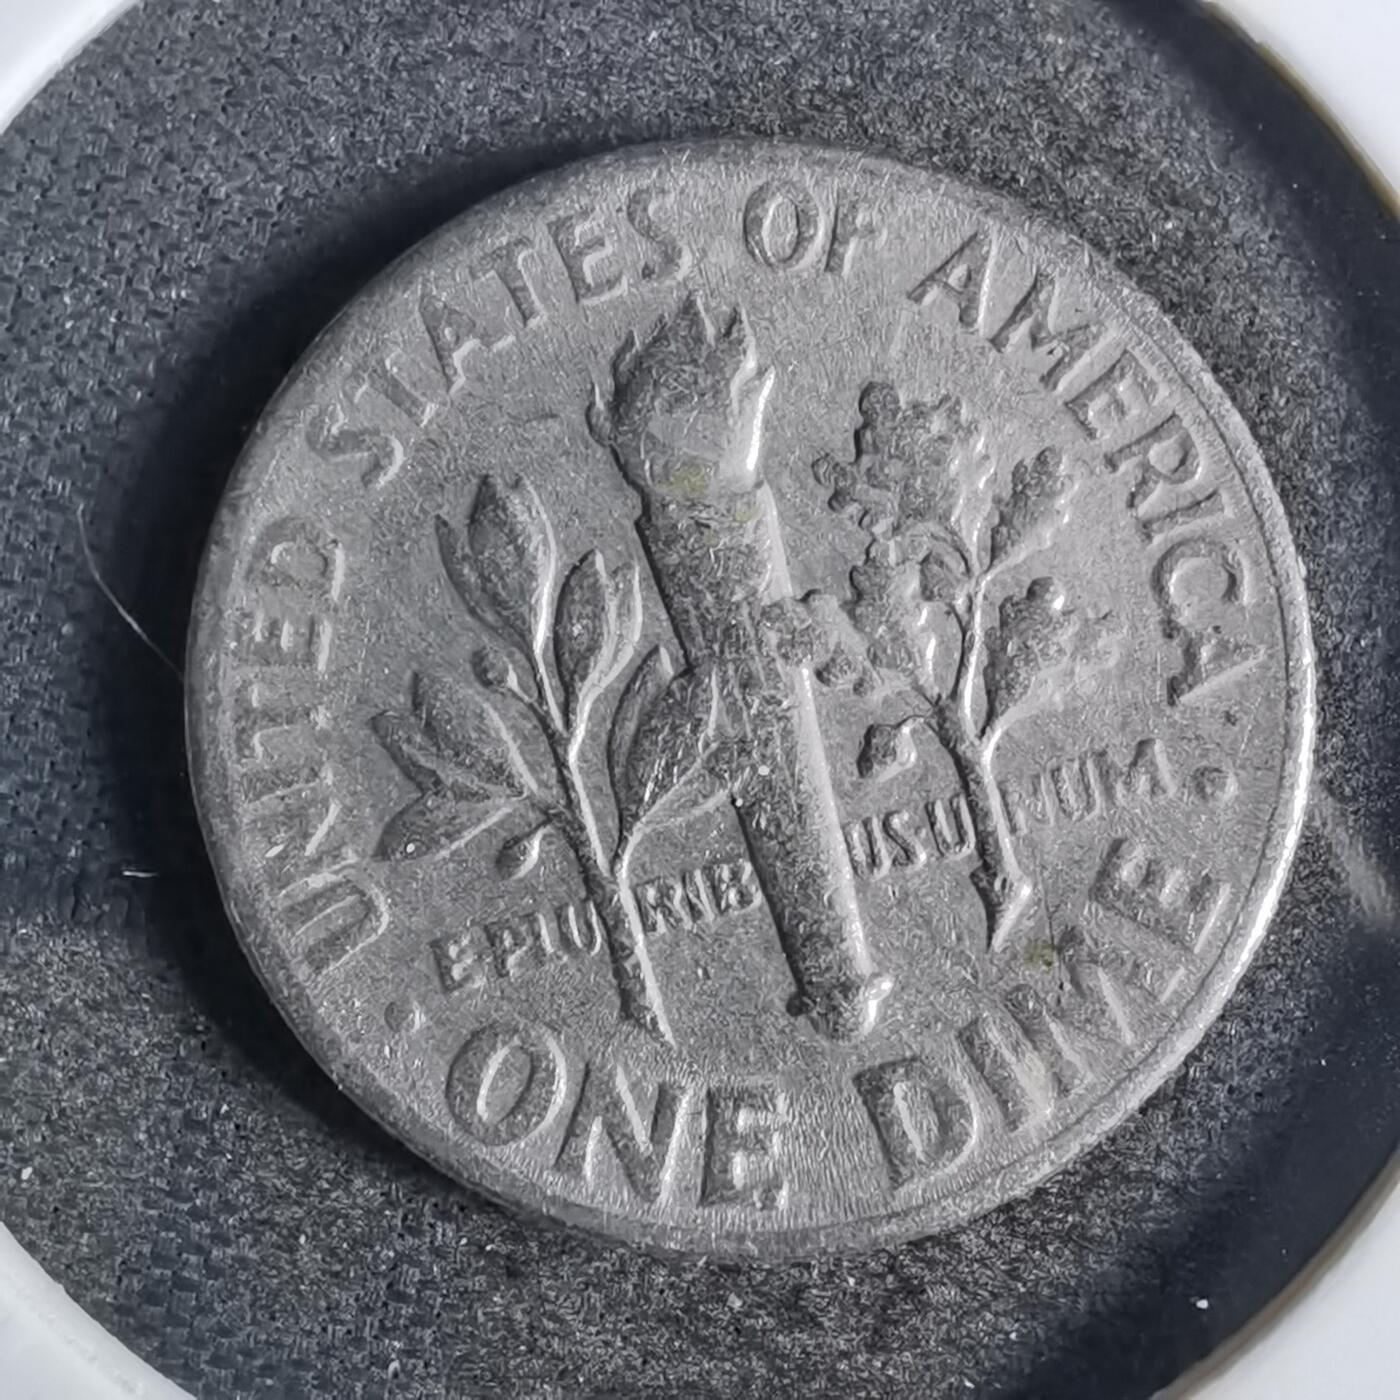 UNITED STATES OF AMERICA
E PLURIBUS UNUM
ONE DIME